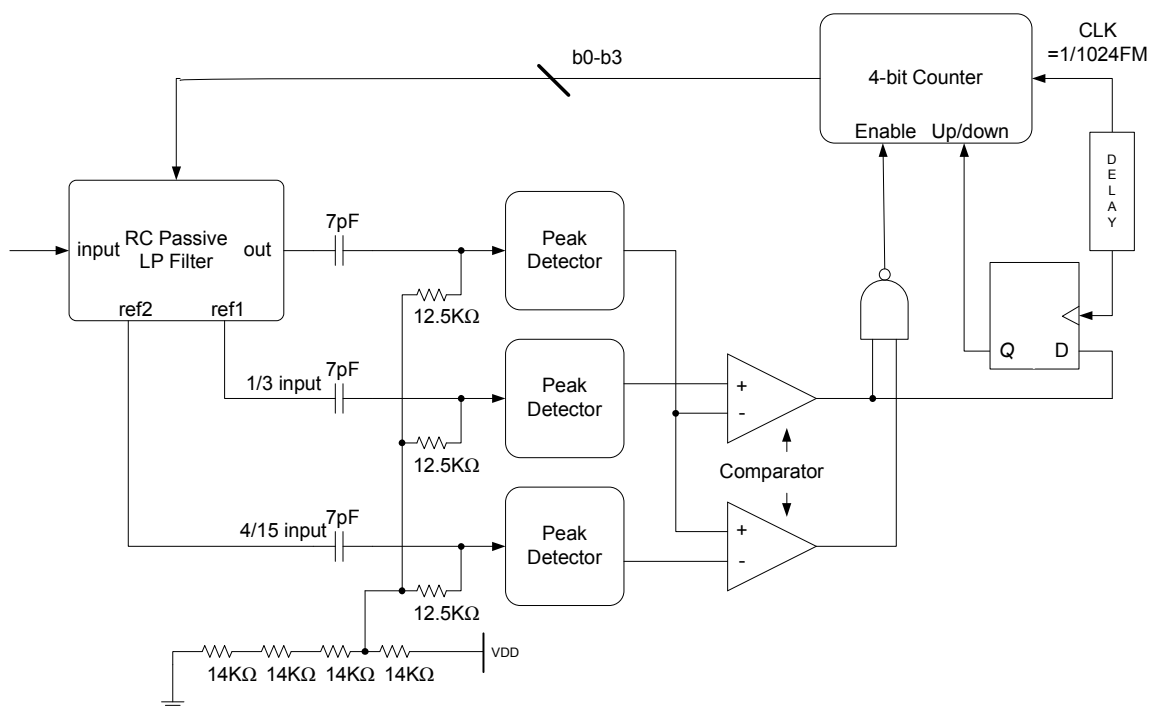 b0-b3
CLK
=1/1024FM
4-bit Counter
Enable Up/down
DELAY
input RC Passive out
LP Filter
ref2 ref1
7pF
Peak
Detector
12.5KΩ
1/3 input
7pF
Peak
Detector
12.5KΩ
Q D
+
-
Comparator
4/15 input
7pF
Peak
Detector
12.5KΩ
+
-
VDD
14KΩ 14KΩ 14KΩ 14KΩ